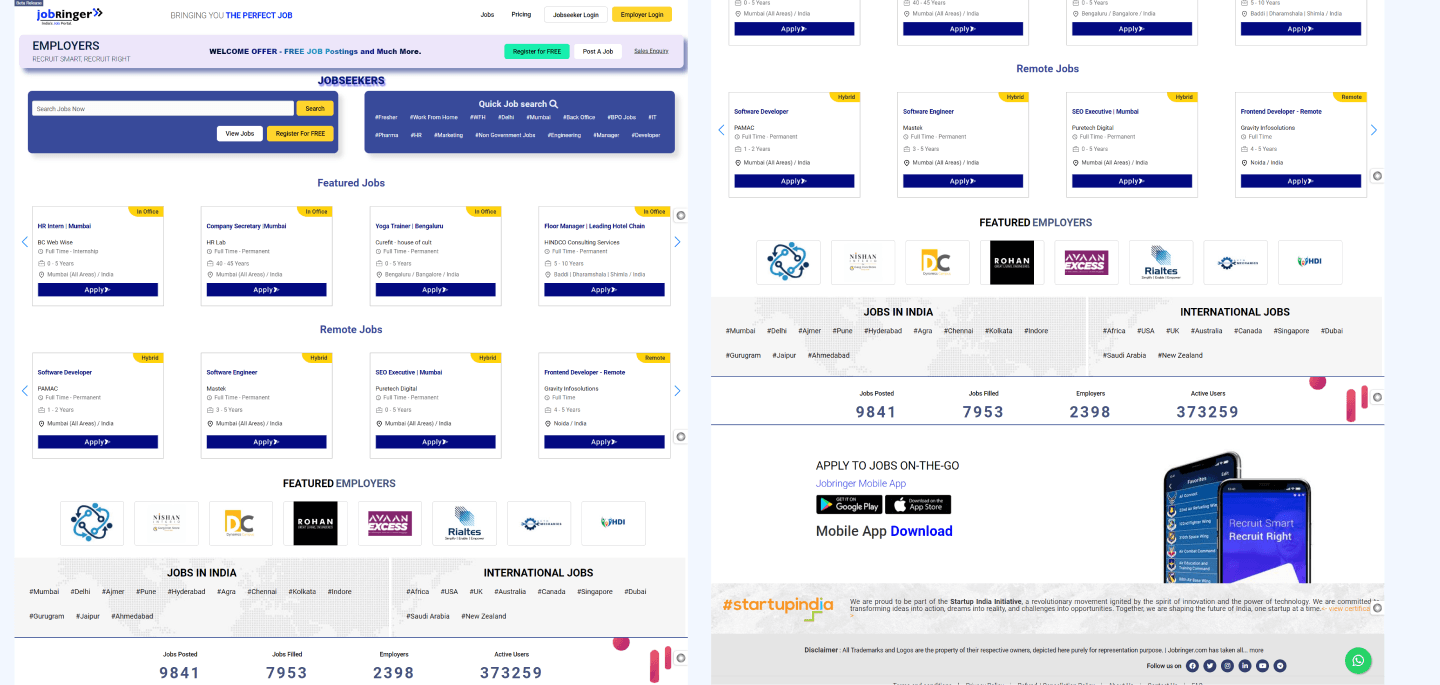 Beta Release
jobRinger
India's Job Portal
BRINGING YOU THE PERFECT JOB
Jobs
Pricing
Jobseeker Login
Employer Login
EMPLOYERS
RECRUIT SMART, RECRUIT RIGHT
WELCOME OFFER - FREE JOB Postings and Much More.
Register for FREE
Post A Job
Sales Enquiry
JOBSEEKERS
Search Jobs Now
Search
View Jobs
Register For FREE
Quick Job search
#Fresher #Work From Home #WFH #Delhi #Mumbai #Back Office #BPO Jobs #IT
#Pharma #HR #Marketing #Non Government Jobs #Engineering #Manager #Developer
Featured Jobs
In Office
HR Intern | Mumbai
BC Web Wise
Full Time - Internship
0 - 5 Years
Mumbai (All Areas) / India
Apply
In Office
Company Secretary |Mumbai
HR Lab
Full Time - Permanent
40 - 45 Years
Mumbai (All Areas) / India
Apply
In Office
Yoga Trainer | Bengaluru
Curefit - house of cult
Full Time - Permanent
0 - 5 Years
Bengaluru / Bangalore / India
Apply
In Office
Floor Manager | Leading Hotel Chain
HINDCO Consulting Services
Full Time - Permanent
5 - 10 Years
Baddi | Dharamshala | Shimla / India
Apply
Remote Jobs
Hybrid
Software Developer
PAMAC
Full Time - Permanent
1 - 2 Years
Mumbai (All Areas) / India
Apply
Hybrid
Software Engineer
Mastek
Full Time - Permanent
3 - 5 Years
Mumbai (All Areas) / India
Apply
Hybrid
SEO Executive | Mumbai
Puretech Digital
Full Time - Permanent
0 - 5 Years
Mumbai (All Areas) / India
Apply
Remote
Frontend Developer - Remote
Gravity Infosolutions
Full Time
4 - 5 Years
Noida / India
Apply
FEATURED EMPLOYERS
NISHAN
DC
ROHAN
AVAAN EXCESS
Rialtes
HDI
JOBS IN INDIA
#Mumbai #Delhi #Ajmer #Pune #Hyderabad #Agra #Chennai #Kolkata #Indore
#Gurugram #Jaipur #Ahmedabad
INTERNATIONAL JOBS
#Africa #USA #UK #Australia #Canada #Singapore #Dubai
#Saudi Arabia #New Zealand
Jobs Posted
9841
Jobs Filled
7953
Employers
2398
Active Users
373259
0 - 5 Years
Mumbai (All Areas) / India
Apply
40 - 45 Years
Mumbai (All Areas) / India
Apply
0 - 5 Years
Bengaluru / Bangalore / India
Apply
5 - 10 Years
Baddi | Dharamshala | Shimla / India
Apply
Remote Jobs
Hybrid
Software Developer
PAMAC
Full Time - Permanent
1 - 2 Years
Mumbai (All Areas) / India
Apply
Hybrid
Software Engineer
Mastek
Full Time - Permanent
3 - 5 Years
Mumbai (All Areas) / India
Apply
Hybrid
SEO Executive | Mumbai
Puretech Digital
Full Time - Permanent
0 - 5 Years
Mumbai (All Areas) / India
Apply
Remote
Frontend Developer - Remote
Gravity Infosolutions
Full Time
4 - 5 Years
Noida / India
Apply
FEATURED EMPLOYERS
NISHAN
DC
ROHAN
AVAAN EXCESS
Rialtes
HDI
JOBS IN INDIA
#Mumbai #Delhi #Ajmer #Pune #Hyderabad #Agra #Chennai #Kolkata #Indore
#Gurugram #Jaipur #Ahmedabad
INTERNATIONAL JOBS
#Africa #USA #UK #Australia #Canada #Singapore #Dubai
#Saudi Arabia #New Zealand
Jobs Posted
9841
Jobs Filled
7953
Employers
2398
Active Users
373259
APPLY TO JOBS ON-THE-GO
Jobringer Mobile App
GET IT ON
Google Play
Download on the
App Store
Mobile App Download
Favorites
Edit
Air Combat Command
Recruit Smart
Recruit Right
#startupindia
We are proud to be part of the Startup India Initiative, a revolutionary movement ignited by the spirit of innovation and the power of technology. We are committed to
transforming ideas into action, dreams into reality, and challenges into opportunities. Together, we are shaping the future of India, one startup at a time.
Disclaimer : All Trademarks and Logos are the property of their respective owners, depicted here purely for representation purpose. | Jobringer.com has taken all... more
Follow us on